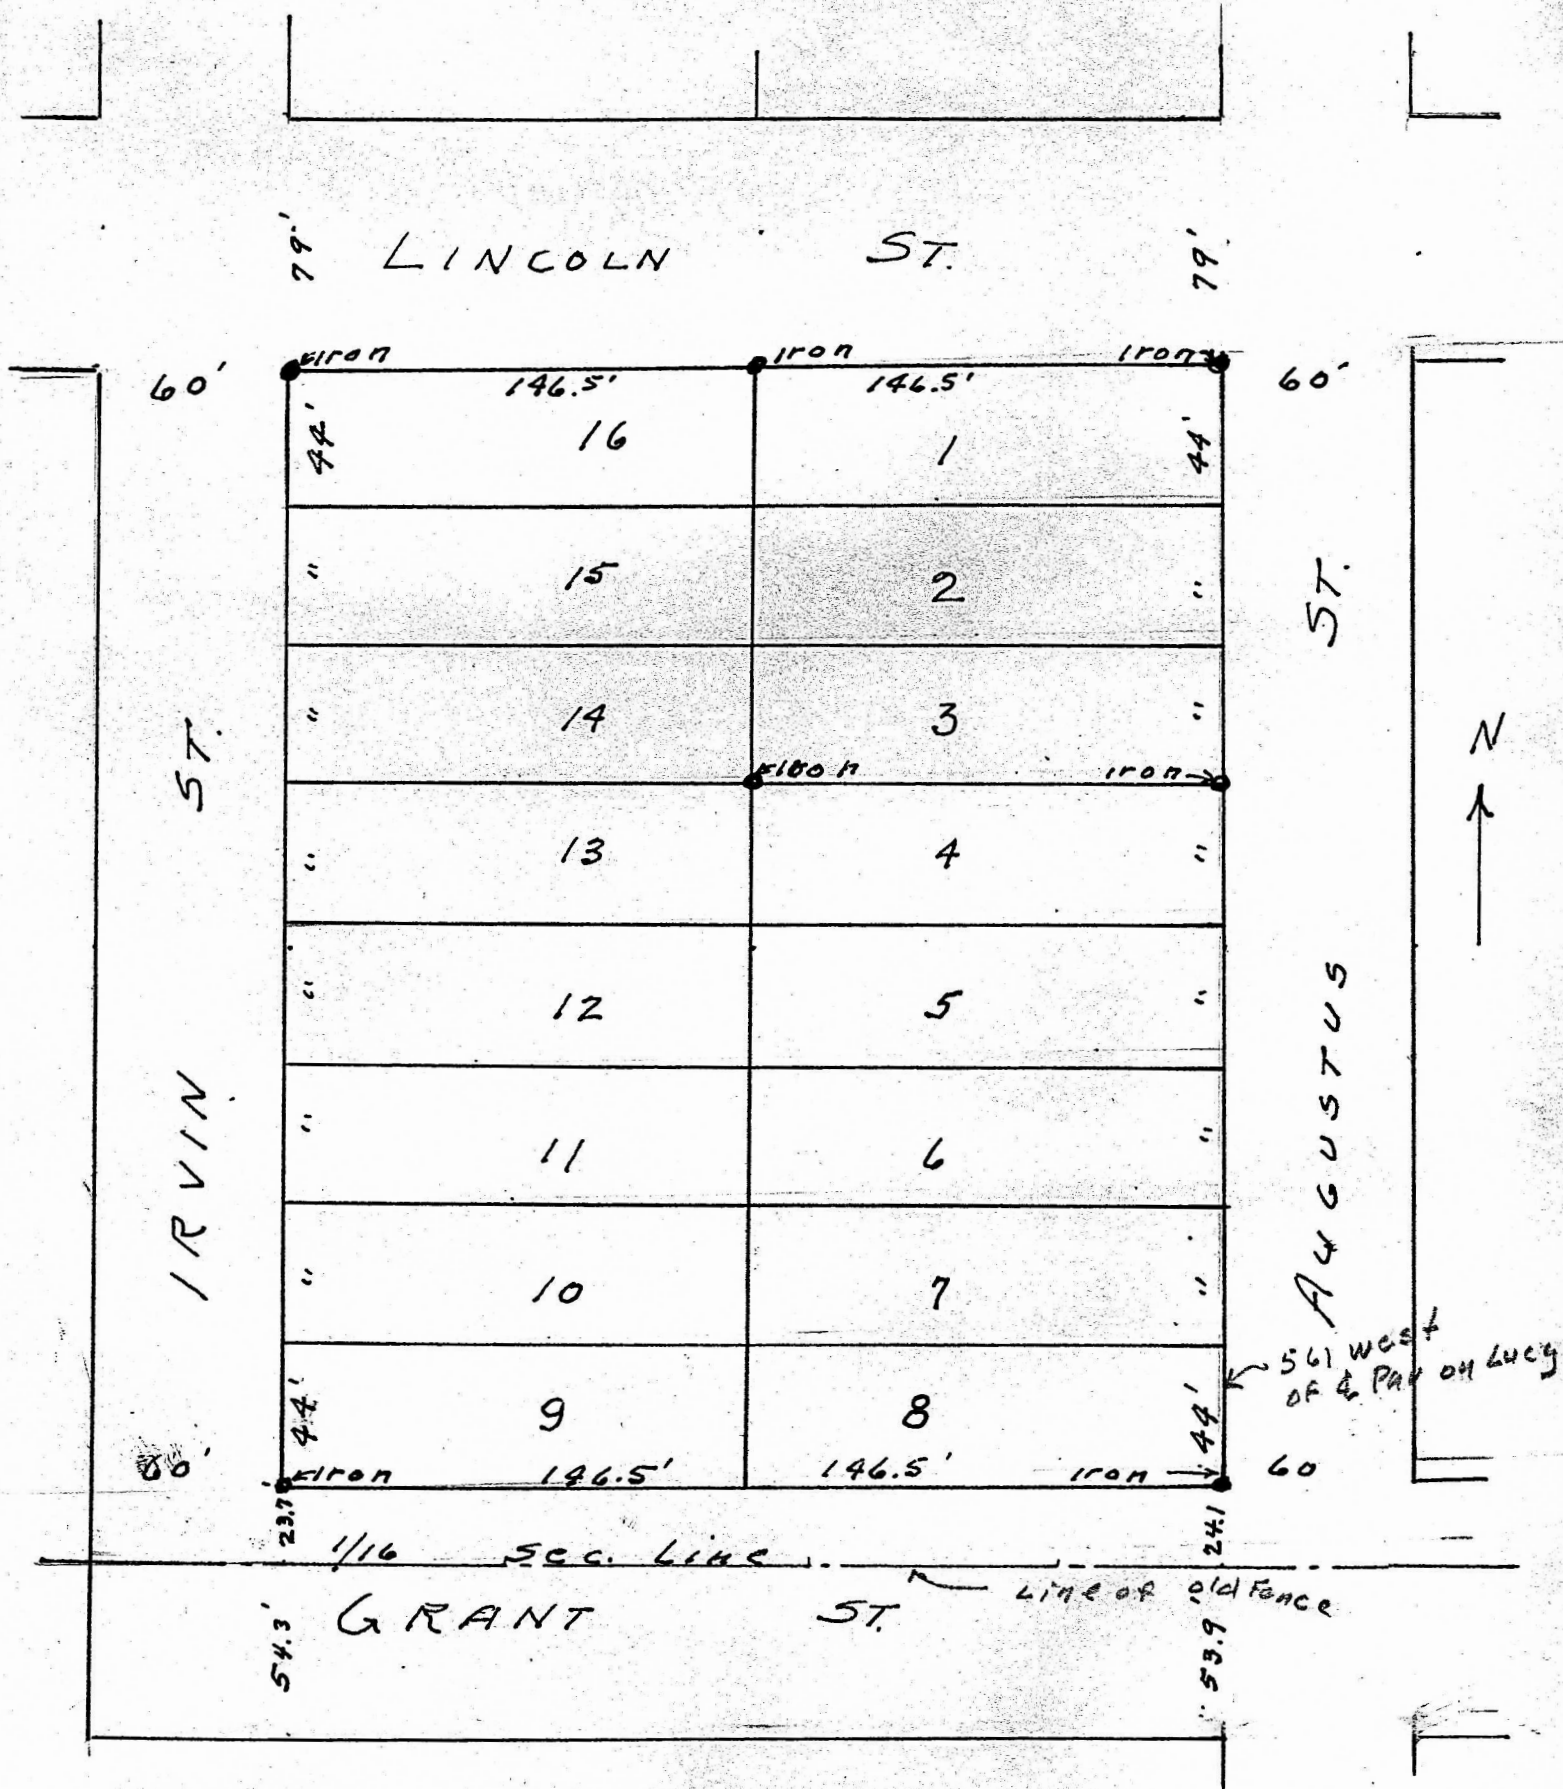 79'
LINCOLN ST.
79'
60'
Iron
Iron
Iron
60'
146.5'
146.5'
44'
16
1
44'
"
15
2
"
ST.
"
14
3
"
ST.
N
Iron
Iron
"
13
4
"
"
12
5
"
AUGUSTUS
IRVIN
"
11
6
"
"
10
7
"
561 west
of ℄ Pav on Lucy
44'
9
8
44'
60'
Iron
146.5'
146.5'
Iron
60
23.7'
1/16 Sec. Line
24.1
Line of old Fence
54.3'
GRANT ST.
53.9'